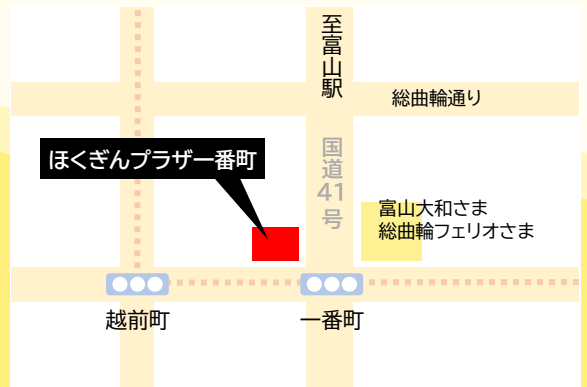 至富山駅
総曲輪通り
ほくぎんプラザ一番町
国道41号
富山大和さま
総曲輪フェリオさま
越前町
一番町